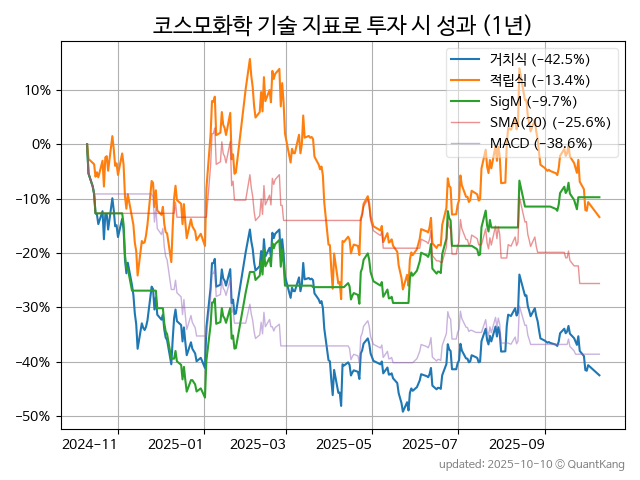 코스모화학 기술 지표로 투자 시 성과 (1년)
거치식 (−42.5%)
적립식 (−13.4%)
SigM (−9.7%)
SMA(20) (−25.6%)
MACD (−38.6%)
10%
0%
−10%
−20%
−30%
−40%
−50%
2024−11
2025−01
2025−03
2025−05
2025−07
2025−09
updated: 2025-10-10 © QuantKang